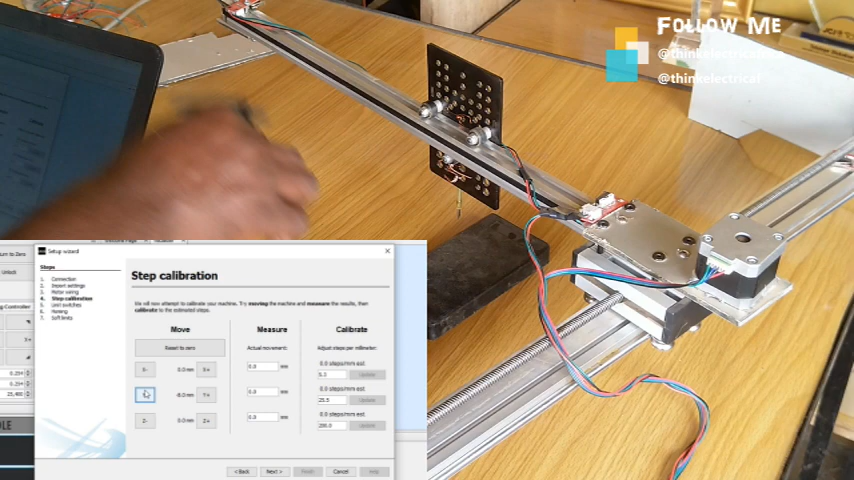 Follow Me
@thinkelectrical
Setup wizard
Steps
1. Connection
2. Import settings
3. Motor wiring
4. Step calibration
5. Limit switches
6. Homing
7. Soft limits
Step calibration
We will now attempt to calibrate your machine. Try moving the machine and measure the results, then
calibrate to the estimated steps.
Move
Measure
Calibrate
Reset to zero
Actual movement:
Adjust steps per millimeter:
X-
0.0 mm
X+
0.0
mm
0.0 steps/mm est.
5.3
Update
-8.0 mm
Y+
0.0
mm
0.0 steps/mm est.
25.5
Update
Z-
0.0 mm
Z+
0.0
mm
0.0 steps/mm est.
200.0
Update
<Back
Next >
Finish
Cancel
Help
rn to Zero
Unlock
ng Controller
X+
0.254
0.254
25,400